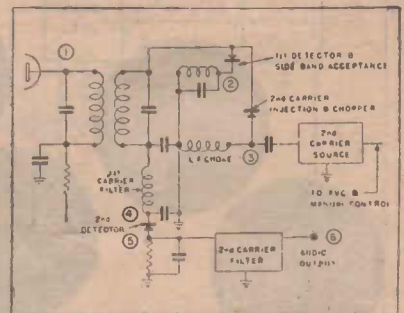 1
1ST DETECTOR &
SIDE BAND ACCEPTANCE
2
2ND CARRIER
INJECTION & CHOPPER
L F CHOKE
3
2ND
CARRIER
SOURCE
1ST
CARRIER
FILTER
TO AVC &
CONTROL
4
2ND
DETECTOR
5
2ND CARRIER
FILTER
6
AUDIO
OUTPUT